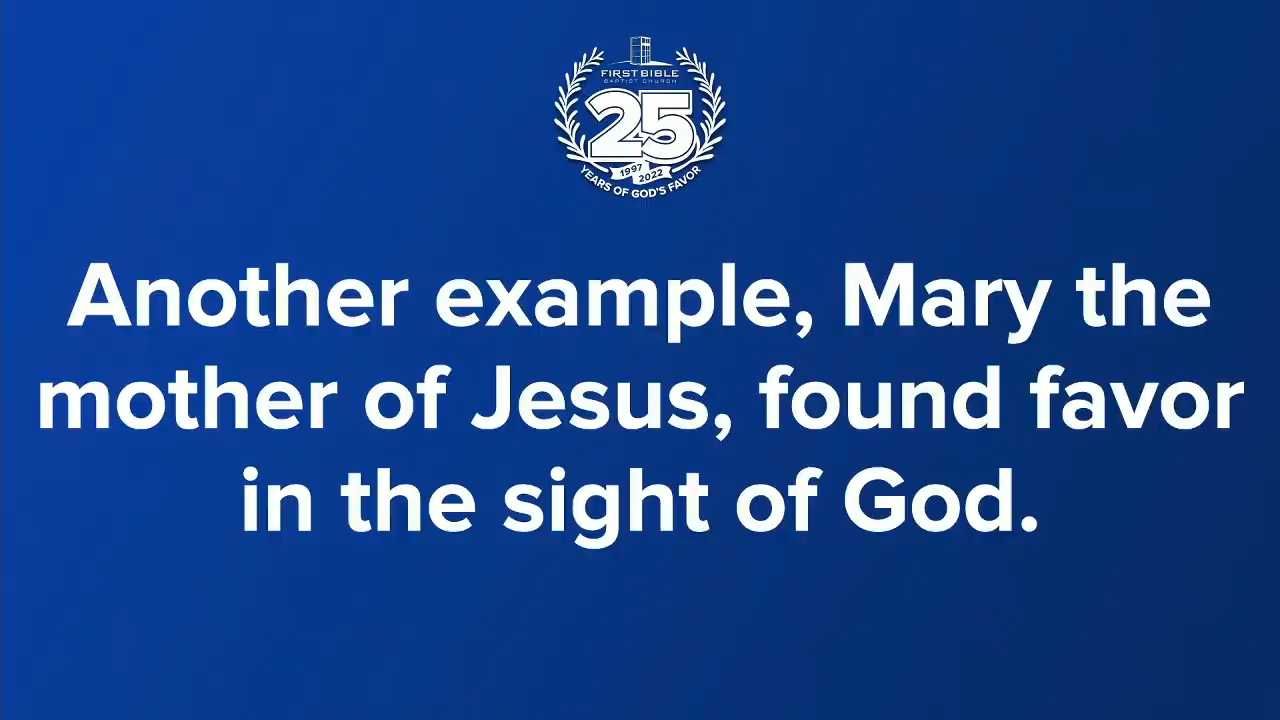 FIRST BIBLE
BAPTIST CHURCH
25
1997
2022
YEARS OF GOD'S FAVOR
Another example, Mary the
mother of Jesus, found favor
in the sight of God.